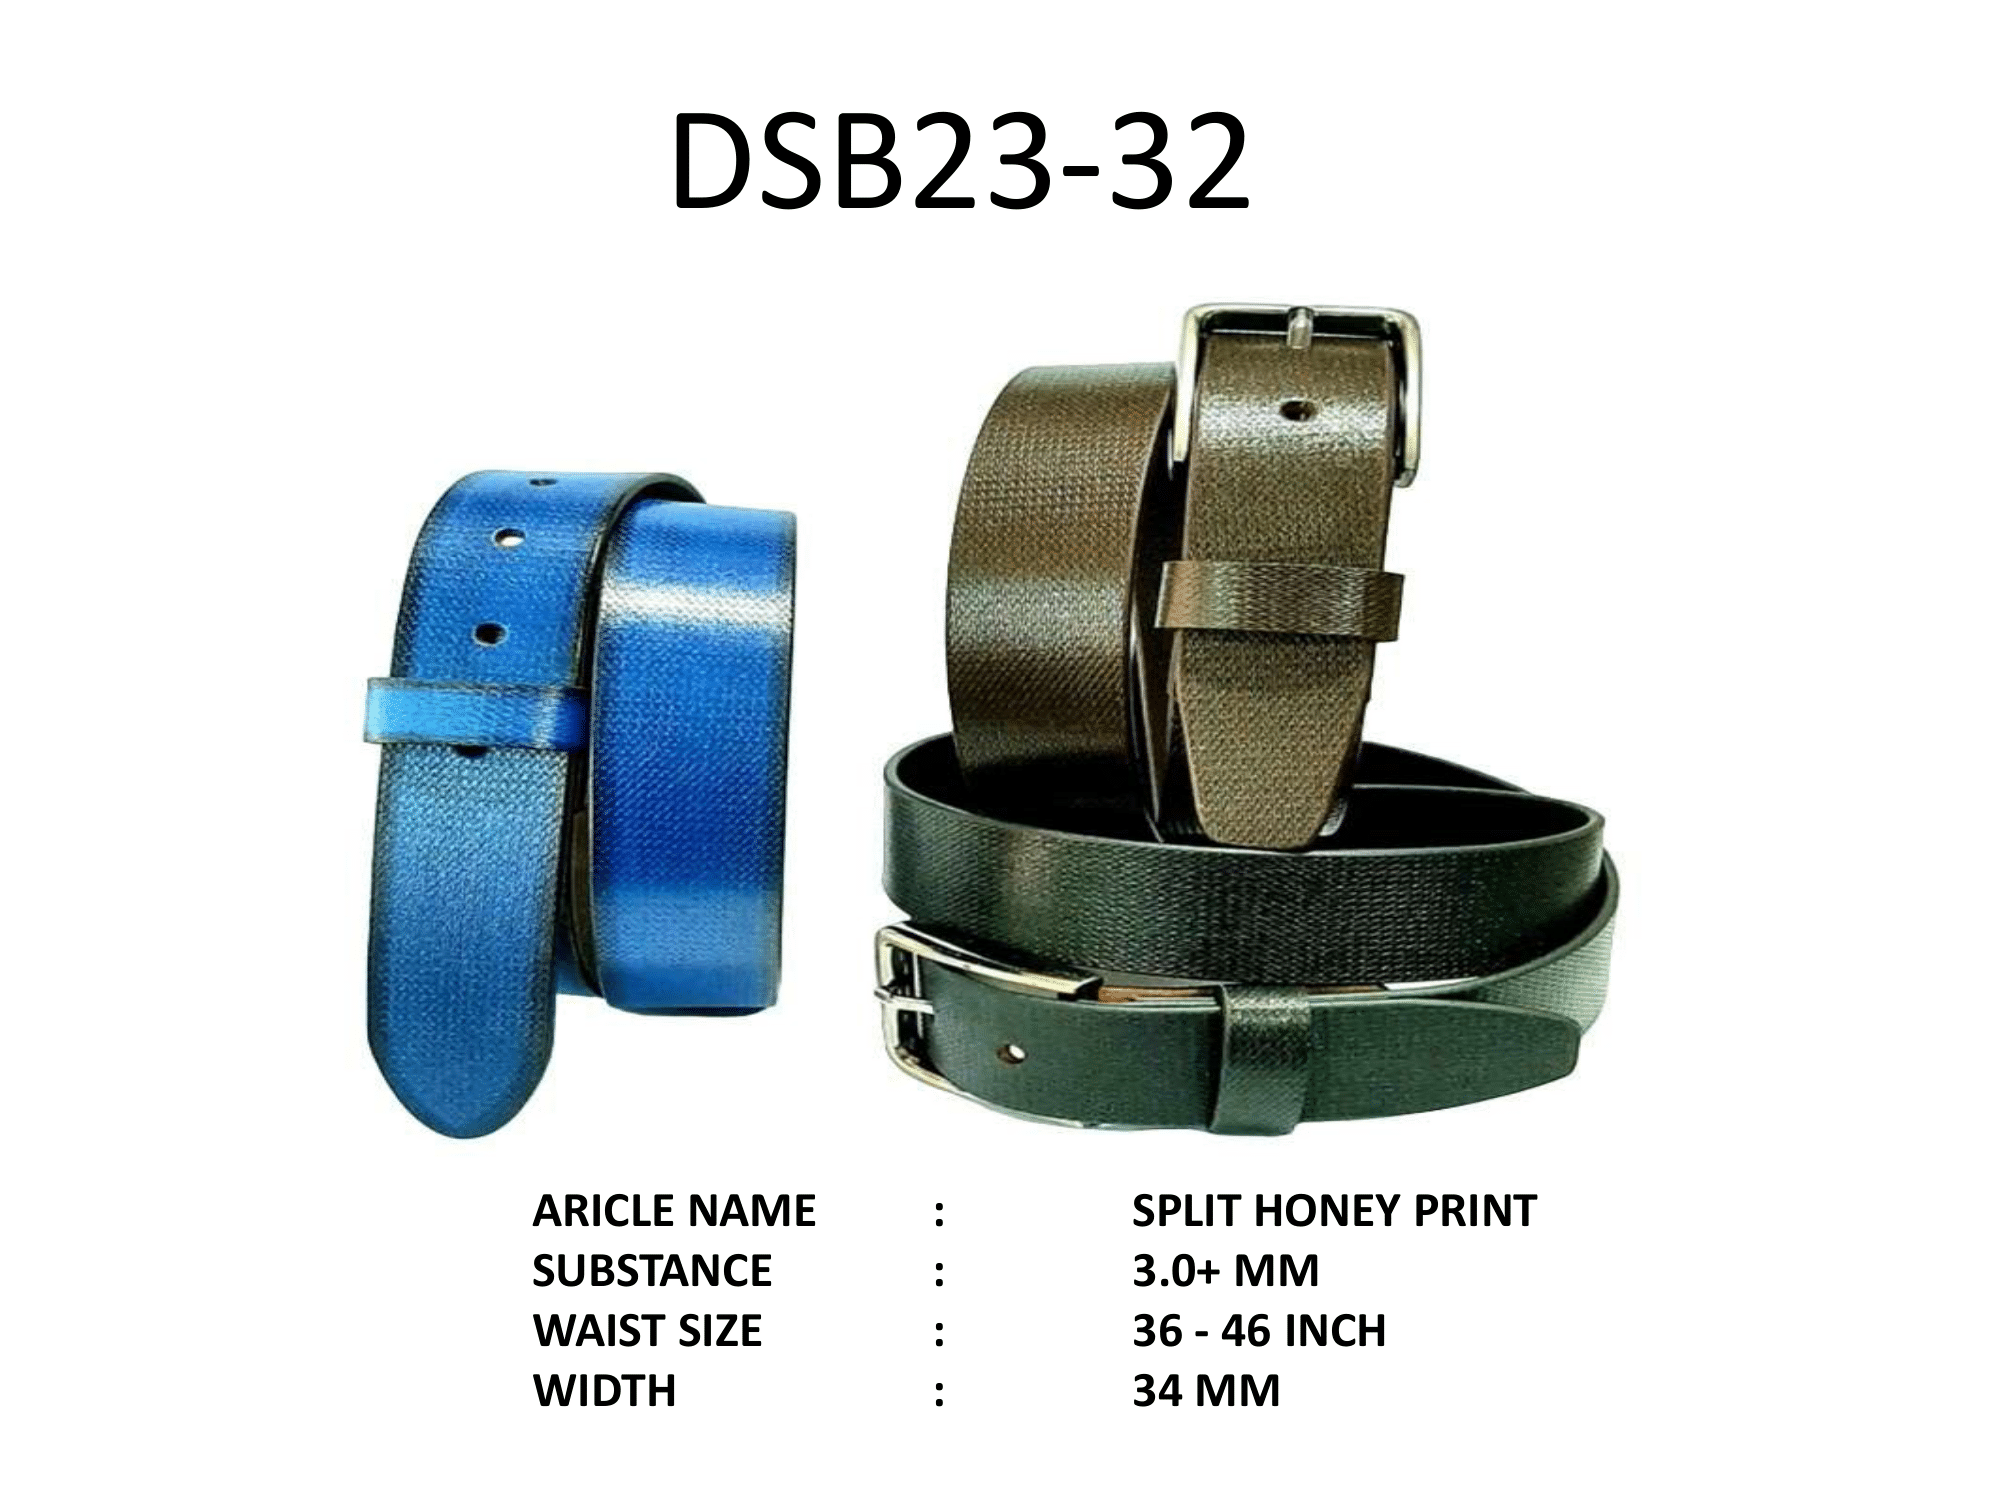 DSB23-32
ARICLE NAME : SPLIT HONEY PRINT
SUBSTANCE : 3.0+ MM
WAIST SIZE : 36 - 46 INCH
WIDTH : 34 MM